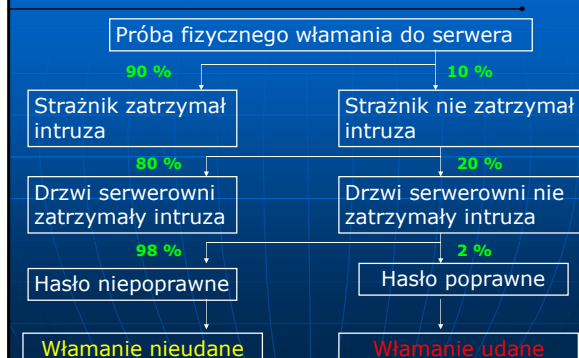 Próba fizycznego włamania do serwera
90 %
10 %
Strażnik zatrzymał
intruza
Strażnik nie zatrzymał
intruza
80 %
20 %
Drzwi serwerowni
zatrzymały intruza
Drzwi serwerowni nie
zatrzymały intruza
98 %
2 %
Hasło niepoprawne
Hasło poprawne
Włamanie nieudane
Włamanie udane